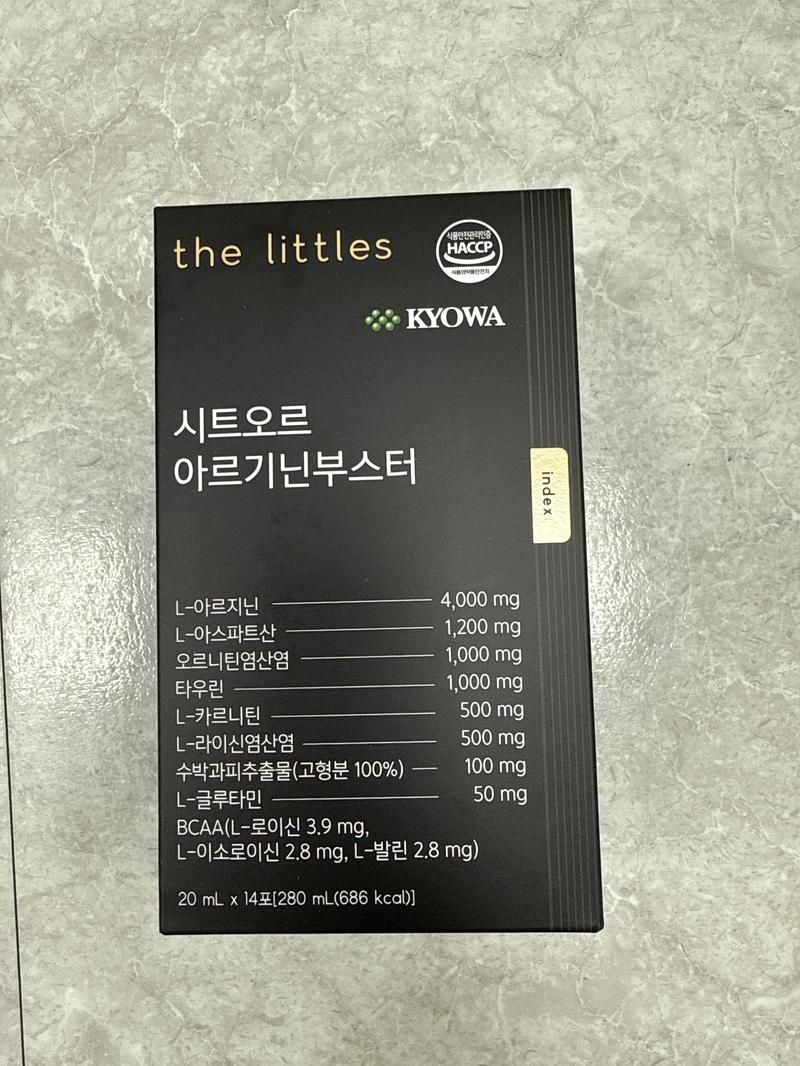 the littles
식품안전관리인증
HACCP
식품의약품안전처
KYOWA
시트오르
아르기닌부스터
index
L-아르지닌 4,000 mg
L-아스파트산 1,200 mg
오르니틴염산염 1,000 mg
타우린 1,000 mg
L-카르니틴 500 mg
L-라이신염산염 500 mg
수박과피추출물(고형분 100%) 100 mg
L-글루타민 50 mg
BCAA(L-로이신 3.9 mg,
L-이소로이신 2.8 mg, L-발린 2.8 mg)
20 mL x 14포[280 mL(686 kcal)]